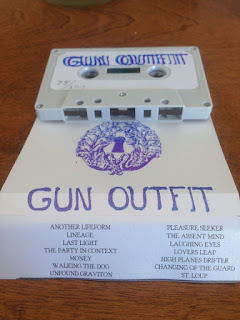 GUN OUTFIT
GUN OUTFIT
ANOTHER LIFEFORM
LINEAGE
LAST LIGHT
THE PARTY IN CONTEXT
MONEY
WALKING THE DOG
UNFOUND GRAVITON
PLEASURE SEEKER
THE ABSENT MIND
LAUGHING EYES
LOVERS LEAP
HIGH PLANES DRIFTER
CHANGING OF THE GUARD
ST. LOUP